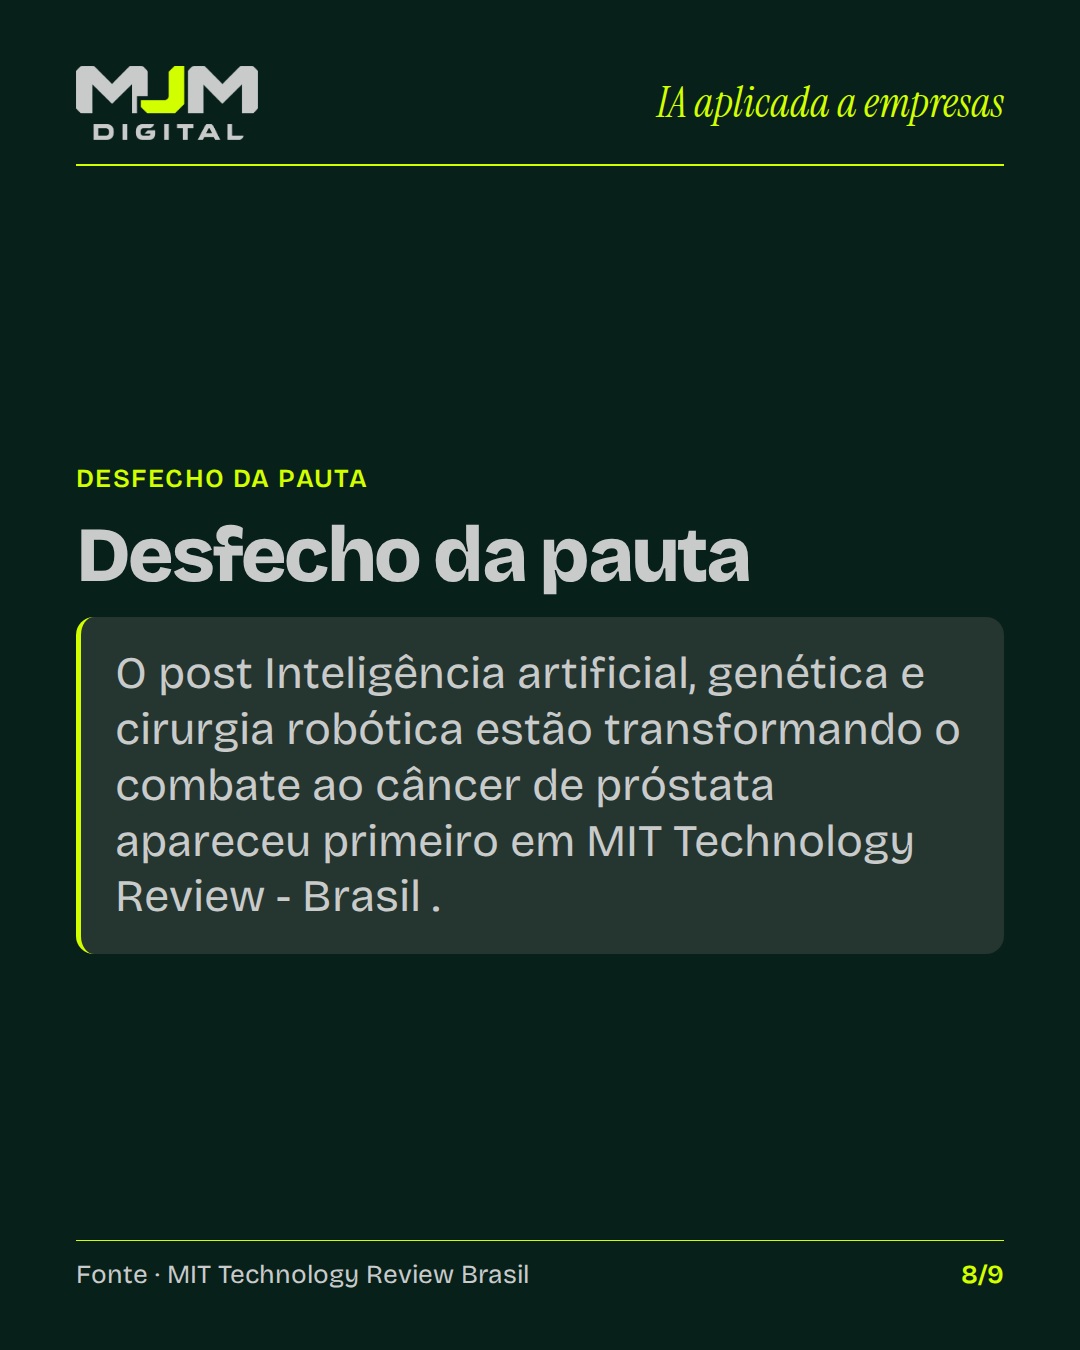 MJM
DIGITAL
IA aplicada a empresas
DESFECHO DA PAUTA
Desfecho da pauta
O post Inteligência artificial, genética e
cirurgia robótica estão transformando o
combate ao câncer de próstata
apareceu primeiro em MIT Technology
Review - Brasil .
Fonte · MIT Technology Review Brasil
8/9